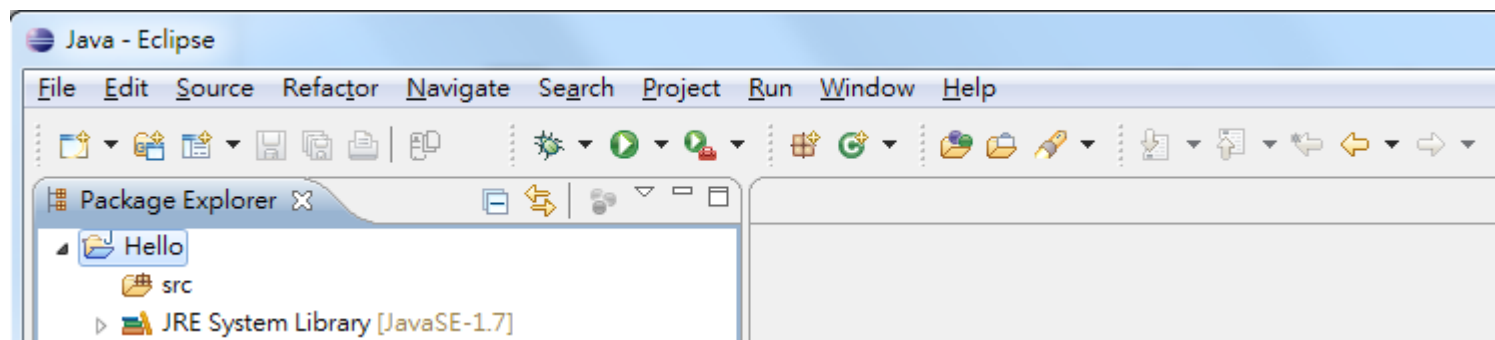 Java - Eclipse
File Edit Source Refactor Navigate Search Project Run Window Help
Package Explorer
Hello
src
JRE System Library [JavaSE-1.7]